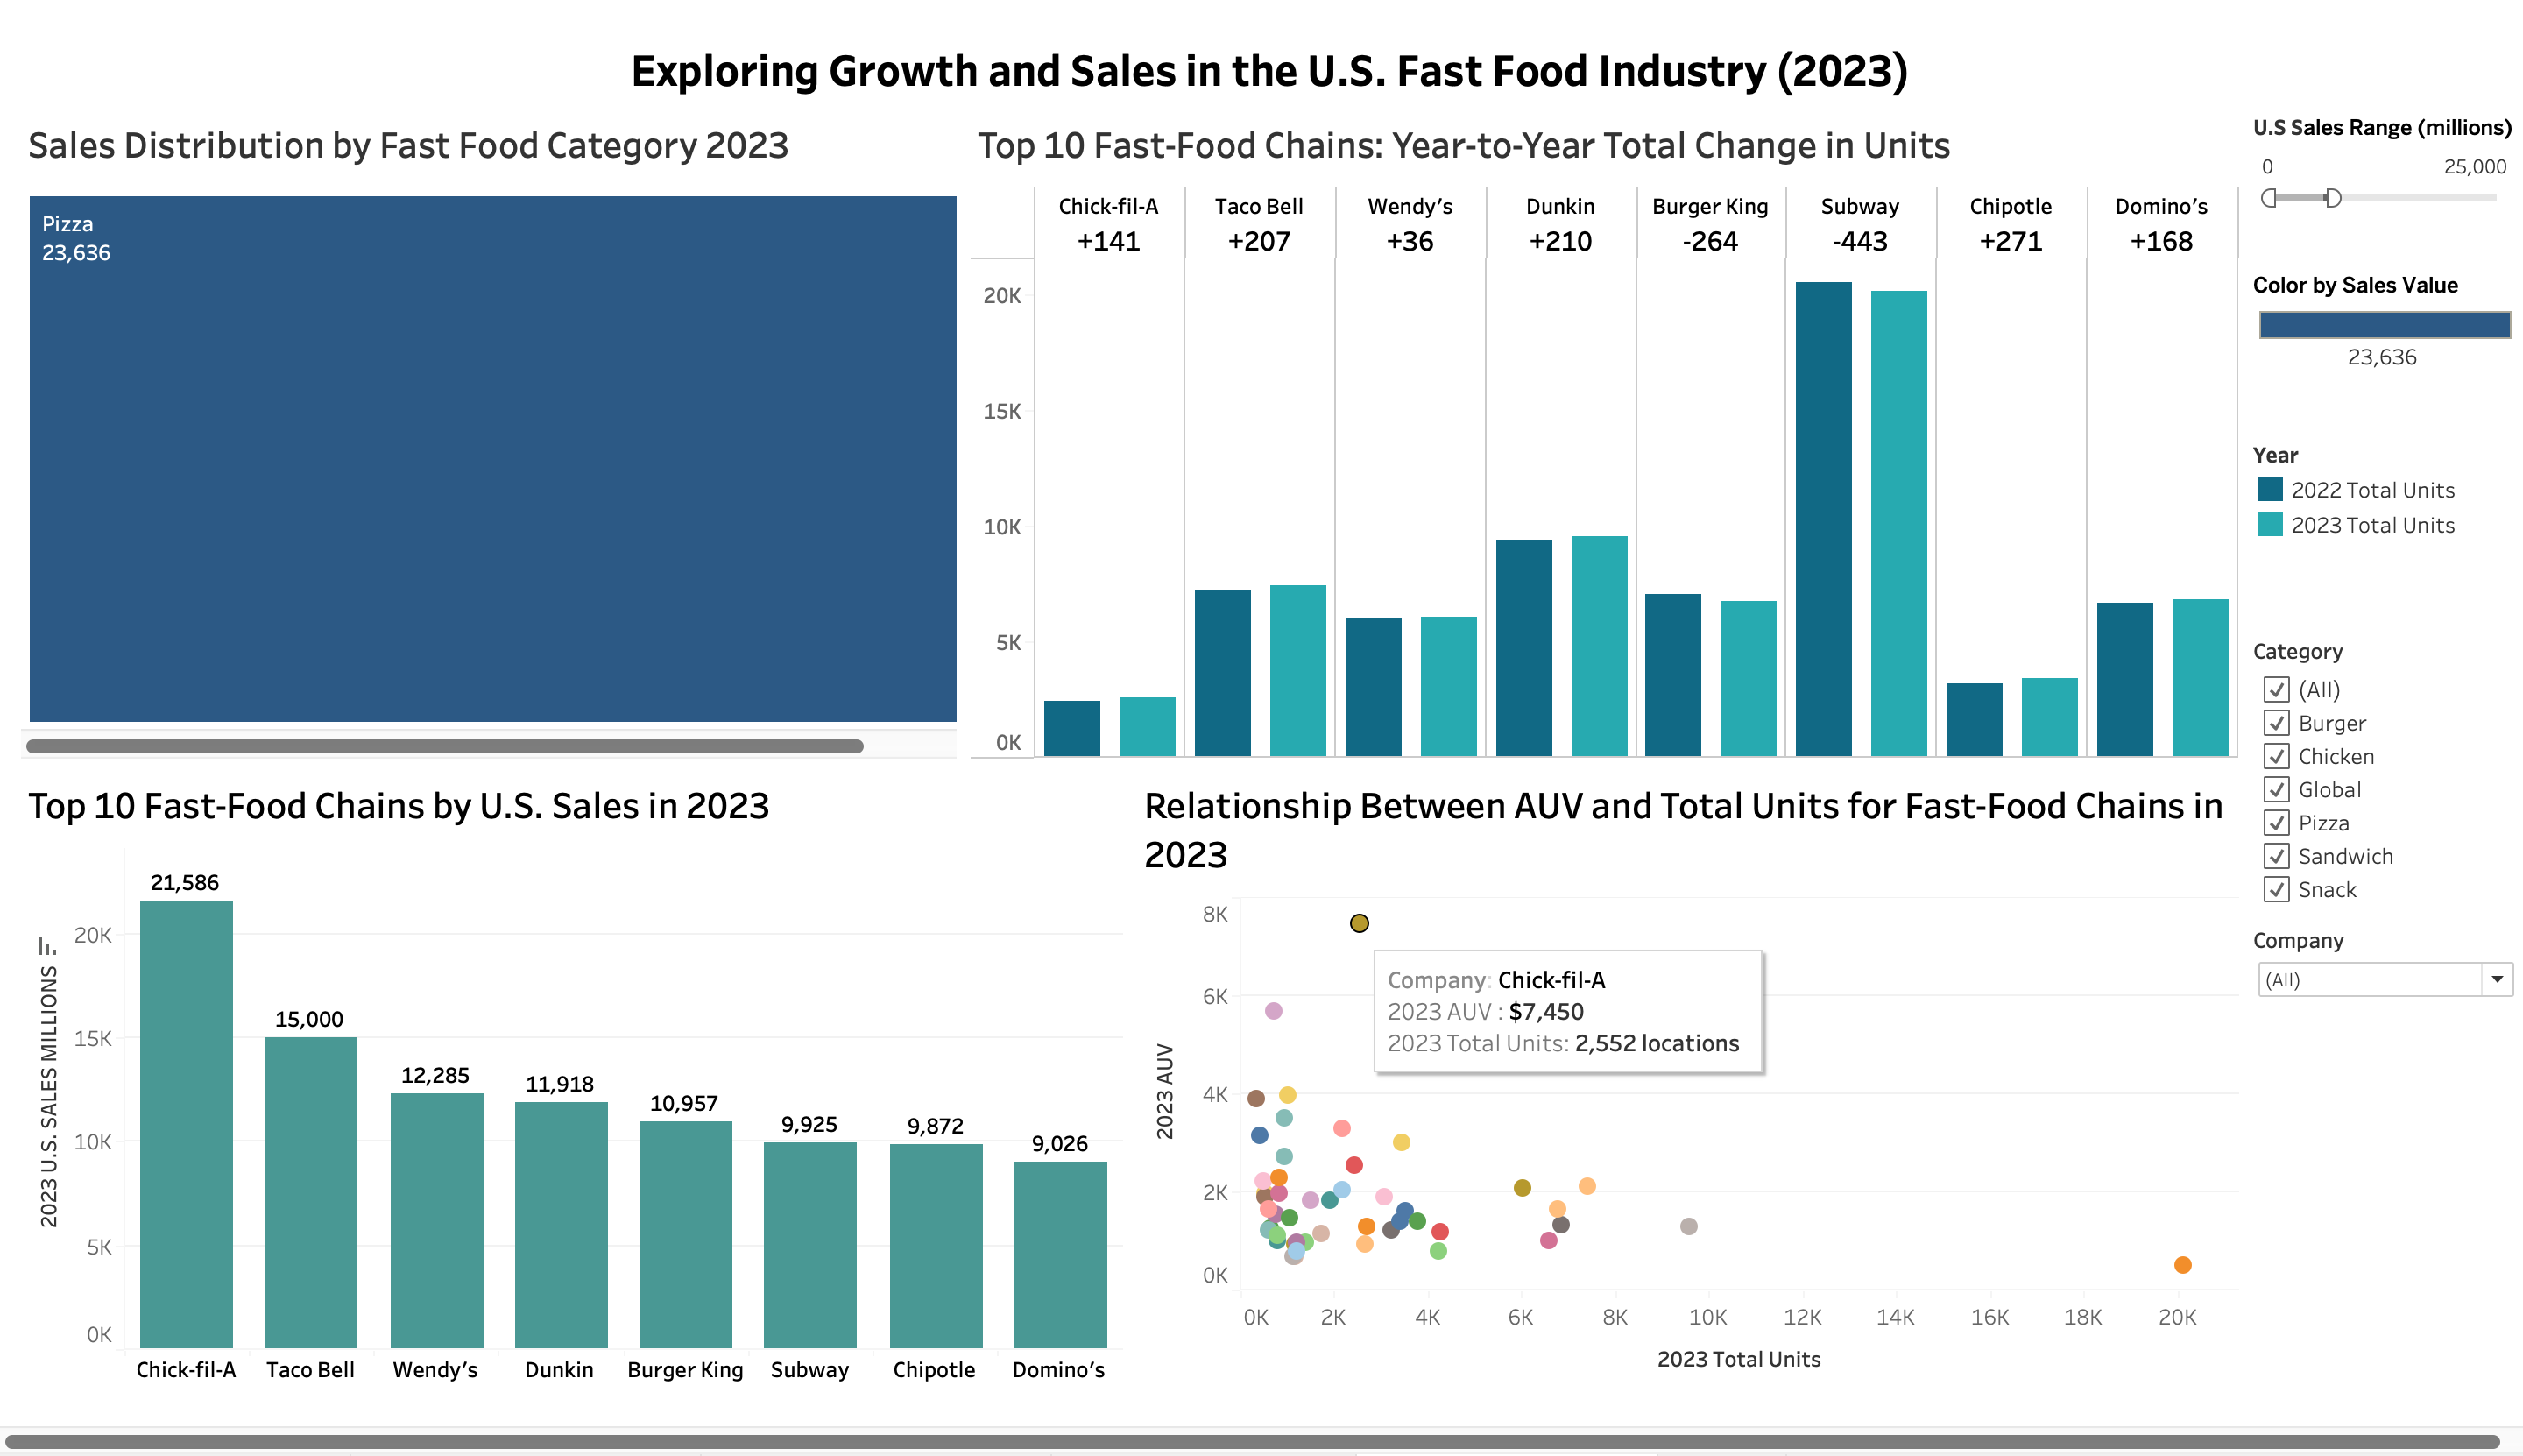 Exploring Growth and Sales in the U.S. Fast Food Industry (2023)
Sales Distribution by Fast Food Category 2023
Pizza
23,636
Top 10 Fast-Food Chains: Year-to-Year Total Change in Units
Chick-fil-A Taco Bell Wendy’s Dunkin Burger King Subway Chipotle Domino’s
+141 +207 +36 +210 -264 -443 +271 +168
20K
15K
10K
5K
0K
U.S Sales Range (millions)
0 25,000
Color by Sales Value
23,636
Year
2022 Total Units
2023 Total Units
Category
(All)
Burger
Chicken
Global
Pizza
Sandwich
Snack
Company
(All)
Top 10 Fast-Food Chains by U.S. Sales in 2023
2023 U.S. SALES MILLIONS
20K
15K
10K
5K
0K
21,586
15,000
12,285
11,918
10,957
9,925
9,872
9,026
Chick-fil-A Taco Bell Wendy’s Dunkin Burger King Subway Chipotle Domino’s
Relationship Between AUV and Total Units for Fast-Food Chains in
2023
2023 AUV
8K
6K
4K
2K
0K
Company: Chick-fil-A
2023 AUV : $7,450
2023 Total Units: 2,552 locations
0K 2K 4K 6K 8K 10K 12K 14K 16K 18K 20K
2023 Total Units